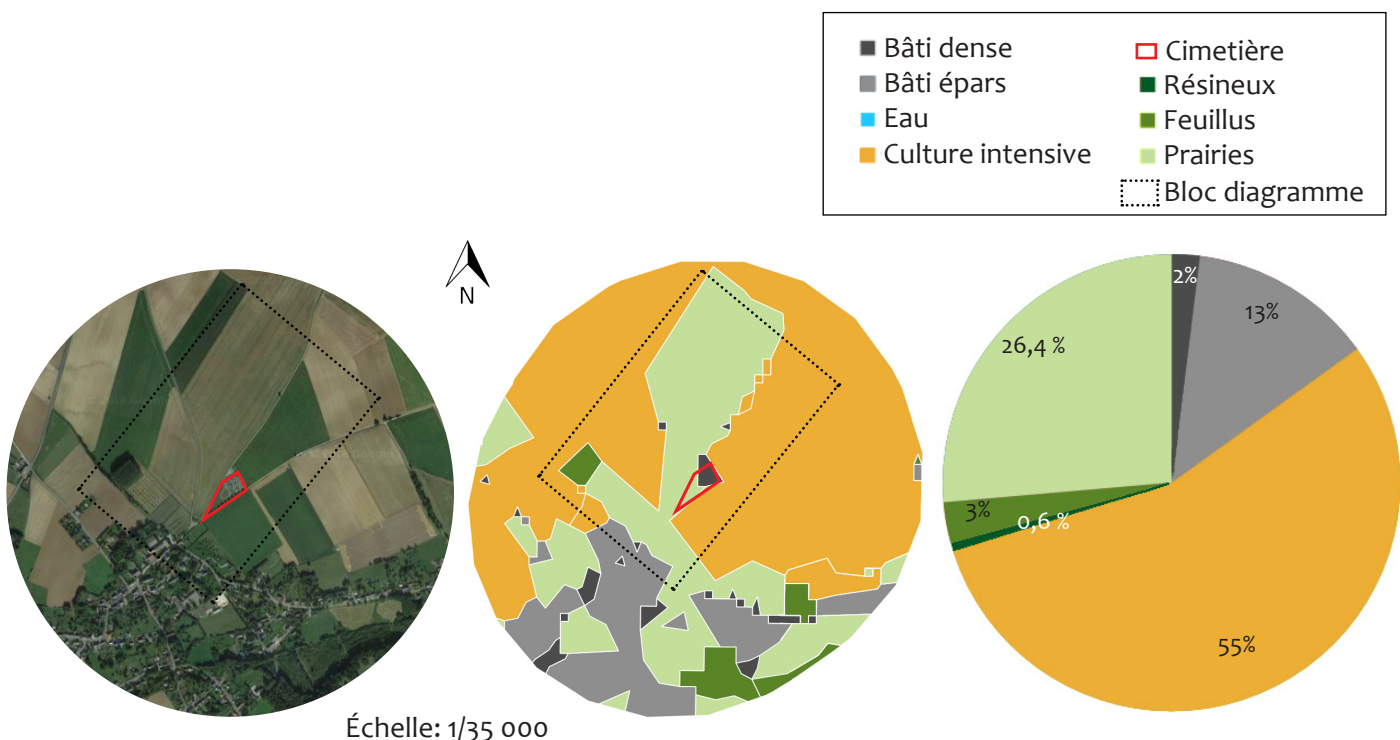 Bâti dense
Cimetière
Bâti épars
Résineux
Eau
Feuillus
Culture intensive
Prairies
Bloc diagramme
N
2%
13%
26,4 %
3%
0,6 %
55%
Échelle: 1/35 000